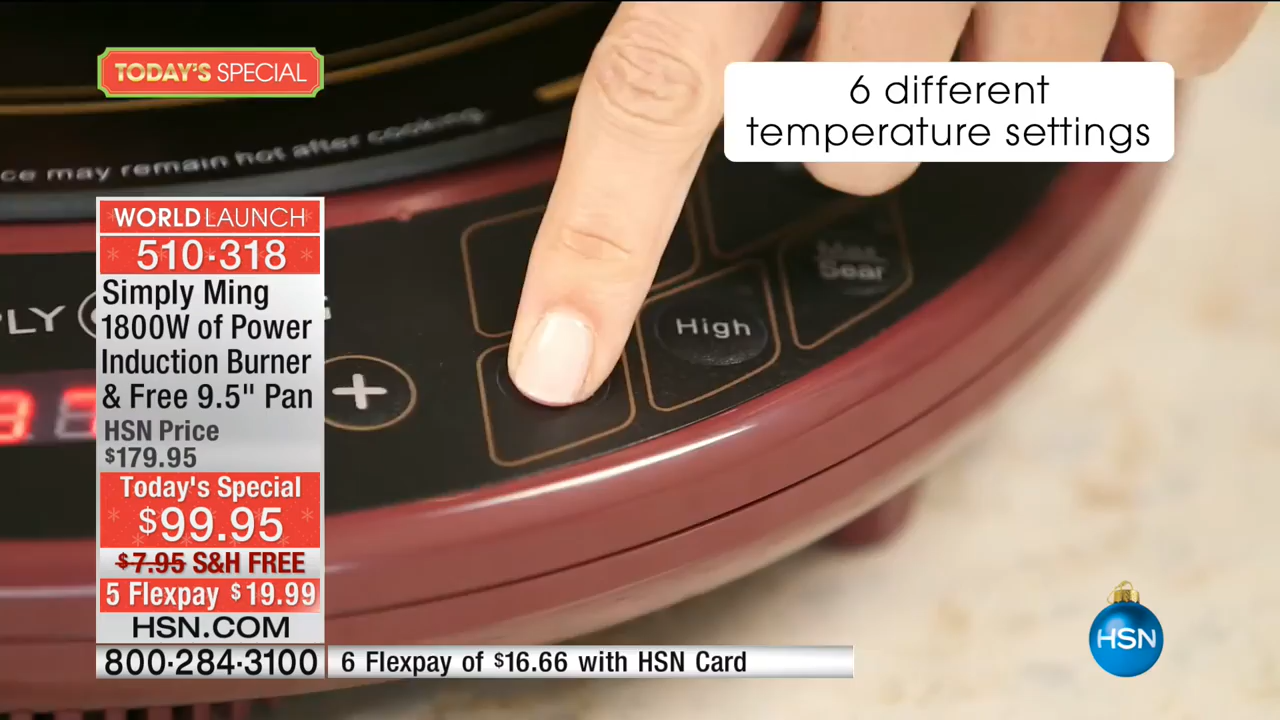 TODAY'S SPECIAL
6 different
temperature settings
ce may remain hot after cooking.
WORLD LAUNCH
510·318
Simply Ming
1800W of Power
Induction Burner
& Free 9.5" Pan
HSN Price
$179.95
Today's Special
$99.95
$7.95 S&H FREE
5 Flexpay $19.99
HSN.COM
800·284·3100
6 Flexpay of $16.66 with HSN Card
PLY
+
High
Max
Sear
HSN